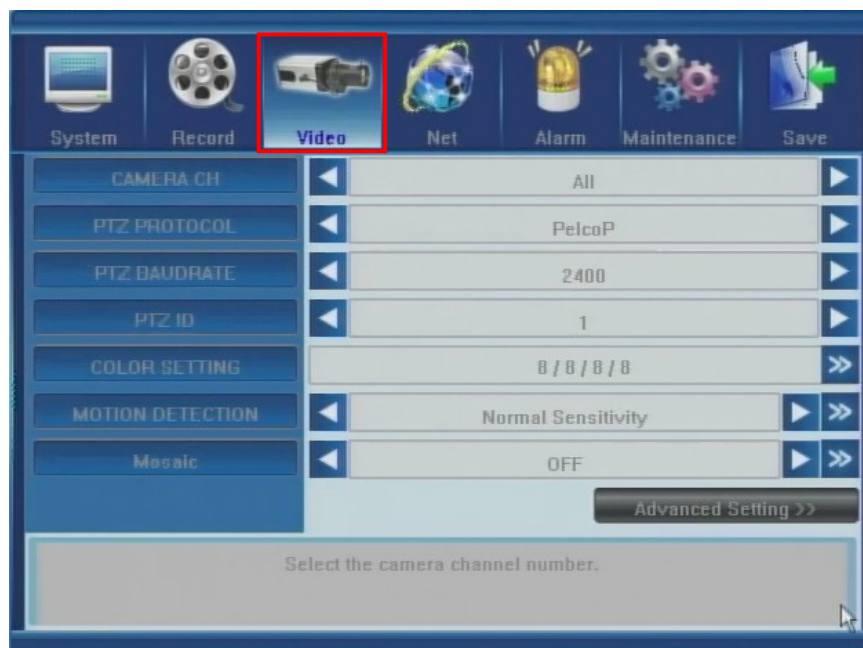 System Record Video Net Alarm Maintenance Save
CAMERA CH All
PTZ PROTOCOL PelcoP
PTZ BAUDRATE 2400
PTZ ID 1
COLOR SETTING 8 / 8 / 8 / 8 >>
MOTION DETECTION Normal Sensitivity >>
Mosaic OFF >>
Advanced Setting >>
Select the camera channel number.